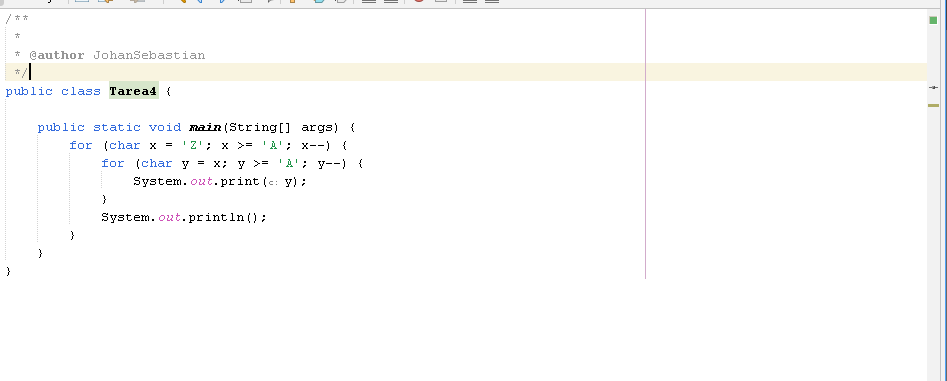 /**
*
* @author JohanSebastian
*/
public class Tarea4 {
public static void main(String[] args) {
for (char x = 'Z'; x >= 'A'; x--) {
for (char y = x; y >= 'A'; y--) {
System.out.print(c: y);
}
System.out.println();
}
}
}